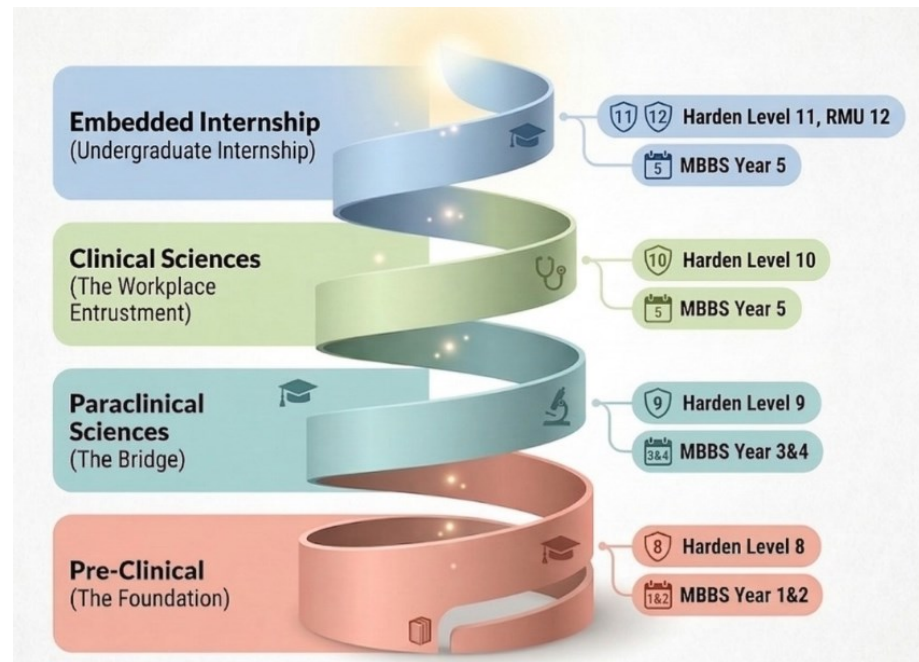 Embedded Internship
(Undergraduate Internship)
11 12 Harden Level 11, RMU 12
5 MBBS Year 5
Clinical Sciences
(The Workplace
Entrustment)
10 Harden Level 10
5 MBBS Year 5
Paraclinical
Sciences
(The Bridge)
9 Harden Level 9
3&4 MBBS Year 3&4
Pre-Clinical
(The Foundation)
8 Harden Level 8
1&2 MBBS Year 1&2